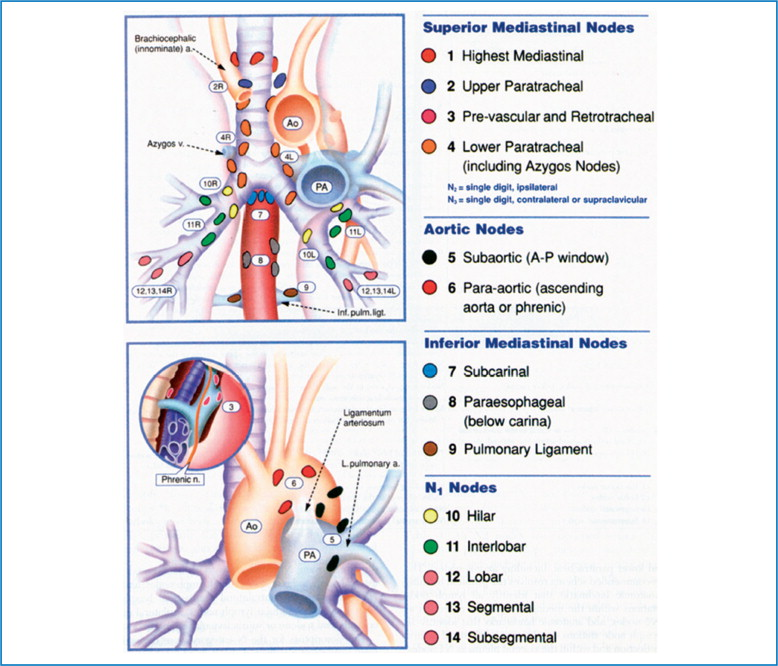 Brachiocephalic
(innominate) a.
2R
Ao
4R
Azygos v.
4L
PA
10R
7
11R
11L
10L
8
9
12,13,14R
12,13,14L
Inf. pulm. ligt.
3
Phrenic n.
Ligamentum
arteriosum
L. pulmonary a.
6
Ao
5
PA
Superior Mediastinal Nodes
1 Highest Mediastinal
2 Upper Paratracheal
3 Pre-vascular and Retrotracheal
4 Lower Paratracheal
(including Azygos Nodes)
N₂ = single digit, ipsilateral
N₃ = single digit, contralateral or supraclavicular
Aortic Nodes
5 Subaortic (A-P window)
6 Para-aortic (ascending
aorta or phrenic)
Inferior Mediastinal Nodes
7 Subcarinal
8 Paraesophageal
(below carina)
9 Pulmonary Ligament
N₁ Nodes
10 Hilar
11 Interlobar
12 Lobar
13 Segmental
14 Subsegmental